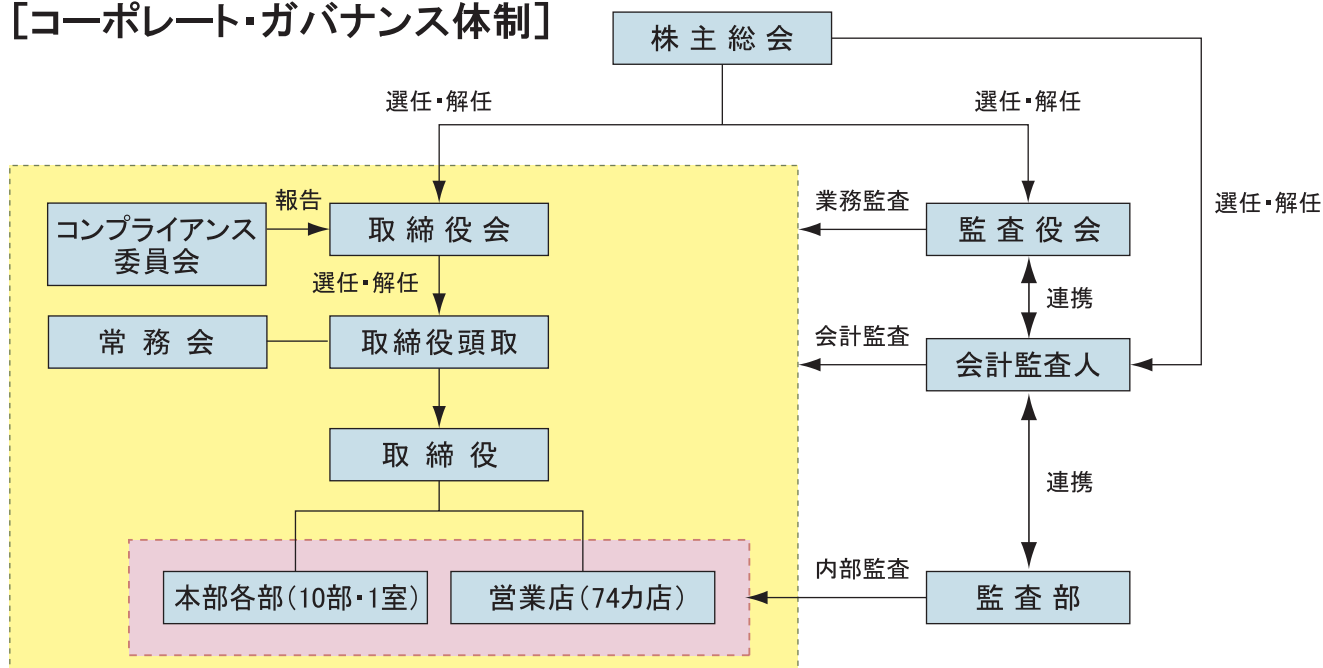 [コーポレート・ガバナンス体制]
株主総会
選任・解任
選任・解任
選任・解任
コンプライアンス
委員会
報告
取締役会
業務監査
監査役会
選任・解任
連携
常務会
取締役頭取
会計監査
会計監査人
取締役
連携
本部各部(10部・1室)
営業店(74カ店)
内部監査
監査部